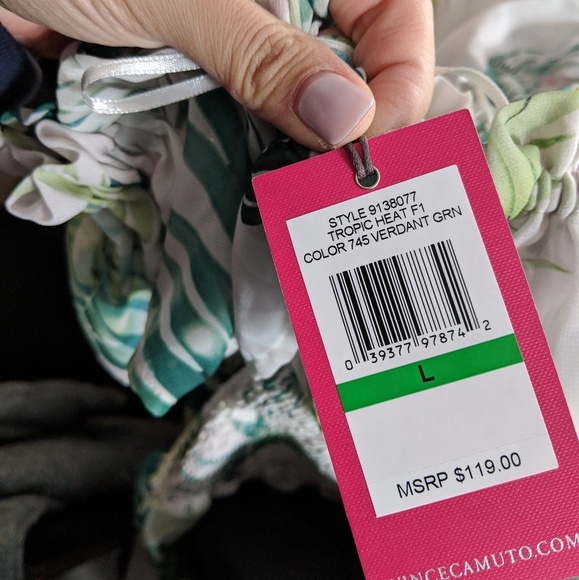 STYLE 9138077
TROPIC HEAT F1
COLOR 745 VERDANT GRN
0 39377 97874 2
L
MSRP $119.00
VINCECAMUTO.COM